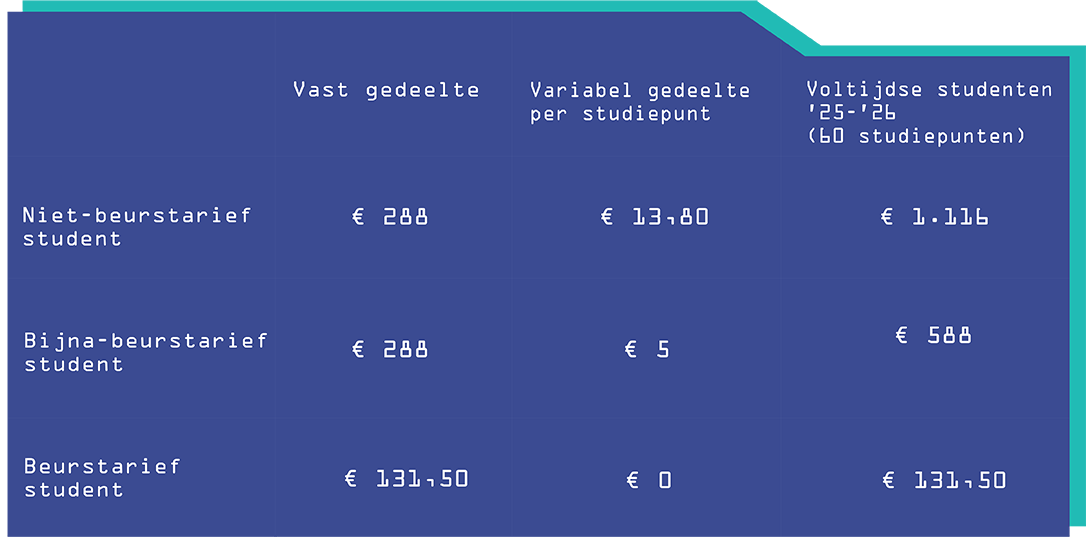 Vast gedeelte
Variabel gedeelte
per studiepunt
Voltijdse studenten
'25-'26
(60 studiepunten)
Niet-beurstarief
student
€ 288
€ 13,80
€ 1.116
Bijna-beurstarief
student
€ 288
€ 5
€ 588
Beurstarief
student
€ 131,50
€ 0
€ 131,50